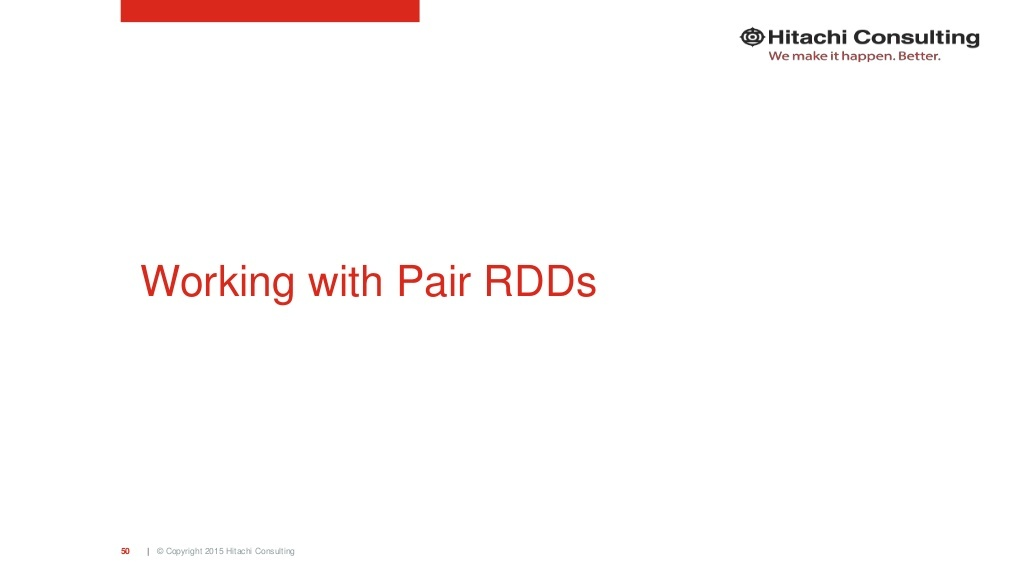 Hitachi Consulting
We make it happen. Better.
Working with Pair RDDs
50 | © Copyright 2015 Hitachi Consulting